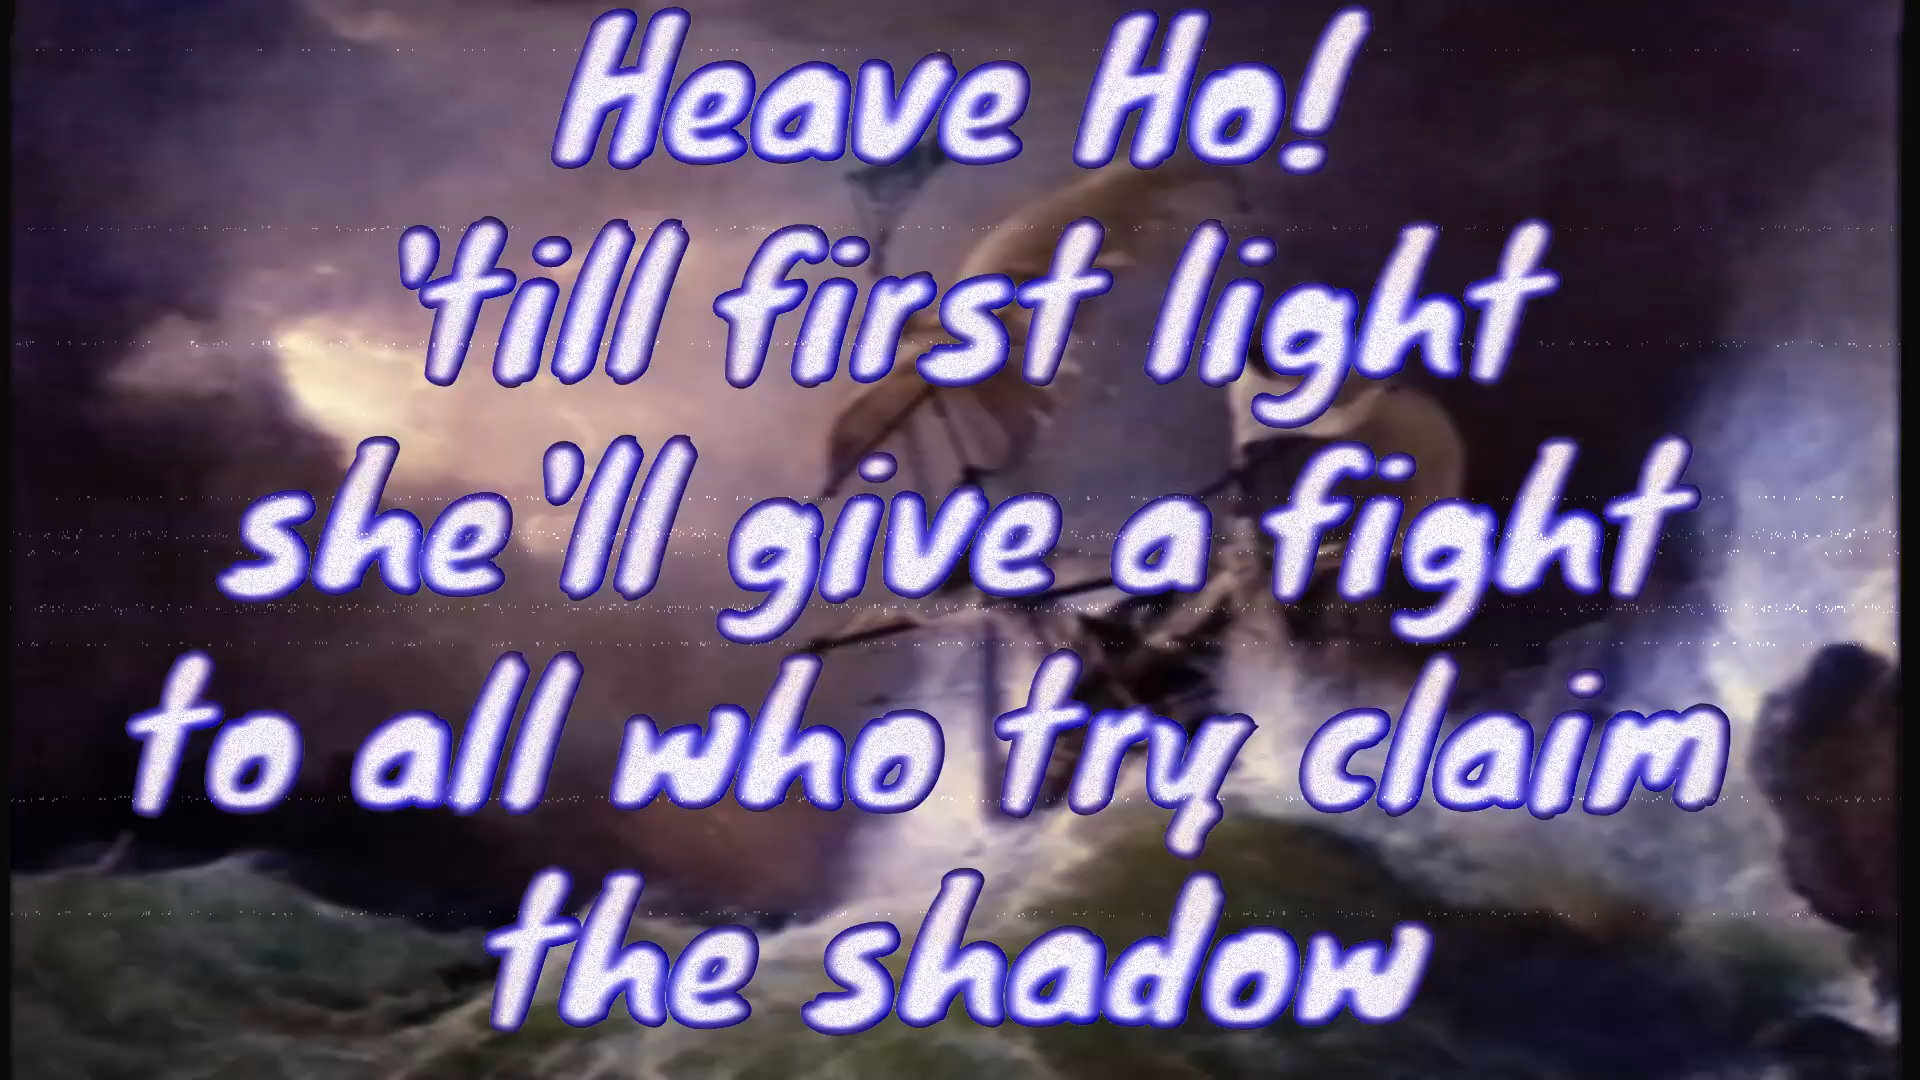 Heave Ho!
'till first light
she'll give a fight
to all who try claim
the shadow